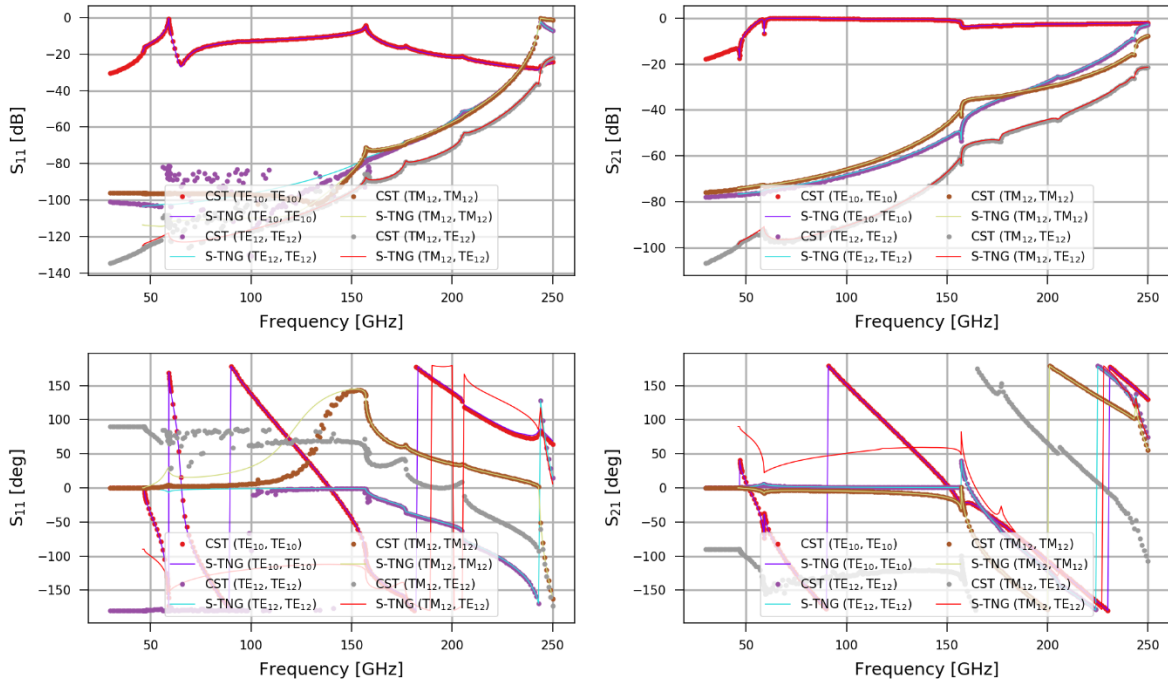 0
−20
−40
−60
−80
−100
−120
−140
S₁₁ [dB]
CST (TE₁₀, TE₁₀)
S-TNG (TE₁₀, TE₁₀)
CST (TE₁₂, TE₁₂)
S-TNG (TE₁₂, TE₁₂)
CST (TM₁₂, TM₁₂)
S-TNG (TM₁₂, TM₁₂)
CST (TM₁₂, TE₁₂)
S-TNG (TM₁₂, TE₁₂)
50 100 150 200 250
Frequency [GHz]
0
−20
−40
−60
−80
−100
S₂₁ [dB]
CST (TE₁₀, TE₁₀)
S-TNG (TE₁₀, TE₁₀)
CST (TE₁₂, TE₁₂)
S-TNG (TE₁₂, TE₁₂)
CST (TM₁₂, TM₁₂)
S-TNG (TM₁₂, TM₁₂)
CST (TM₁₂, TE₁₂)
S-TNG (TM₁₂, TE₁₂)
50 100 150 200 250
Frequency [GHz]
150
100
50
0
−50
−100
−150
S₁₁ [deg]
CST (TE₁₀, TE₁₀)
S-TNG (TE₁₀, TE₁₀)
CST (TE₁₂, TE₁₂)
S-TNG (TE₁₂, TE₁₂)
CST (TM₁₂, TM₁₂)
S-TNG (TM₁₂, TM₁₂)
CST (TM₁₂, TE₁₂)
S-TNG (TM₁₂, TE₁₂)
50 100 150 200 250
Frequency [GHz]
150
100
50
0
−50
−100
−150
S₂₁ [deg]
CST (TE₁₀, TE₁₀)
S-TNG (TE₁₀, TE₁₀)
CST (TE₁₂, TE₁₂)
S-TNG (TE₁₂, TE₁₂)
CST (TM₁₂, TM₁₂)
S-TNG (TM₁₂, TM₁₂)
CST (TM₁₂, TE₁₂)
S-TNG (TM₁₂, TE₁₂)
50 100 150 200 250
Frequency [GHz]